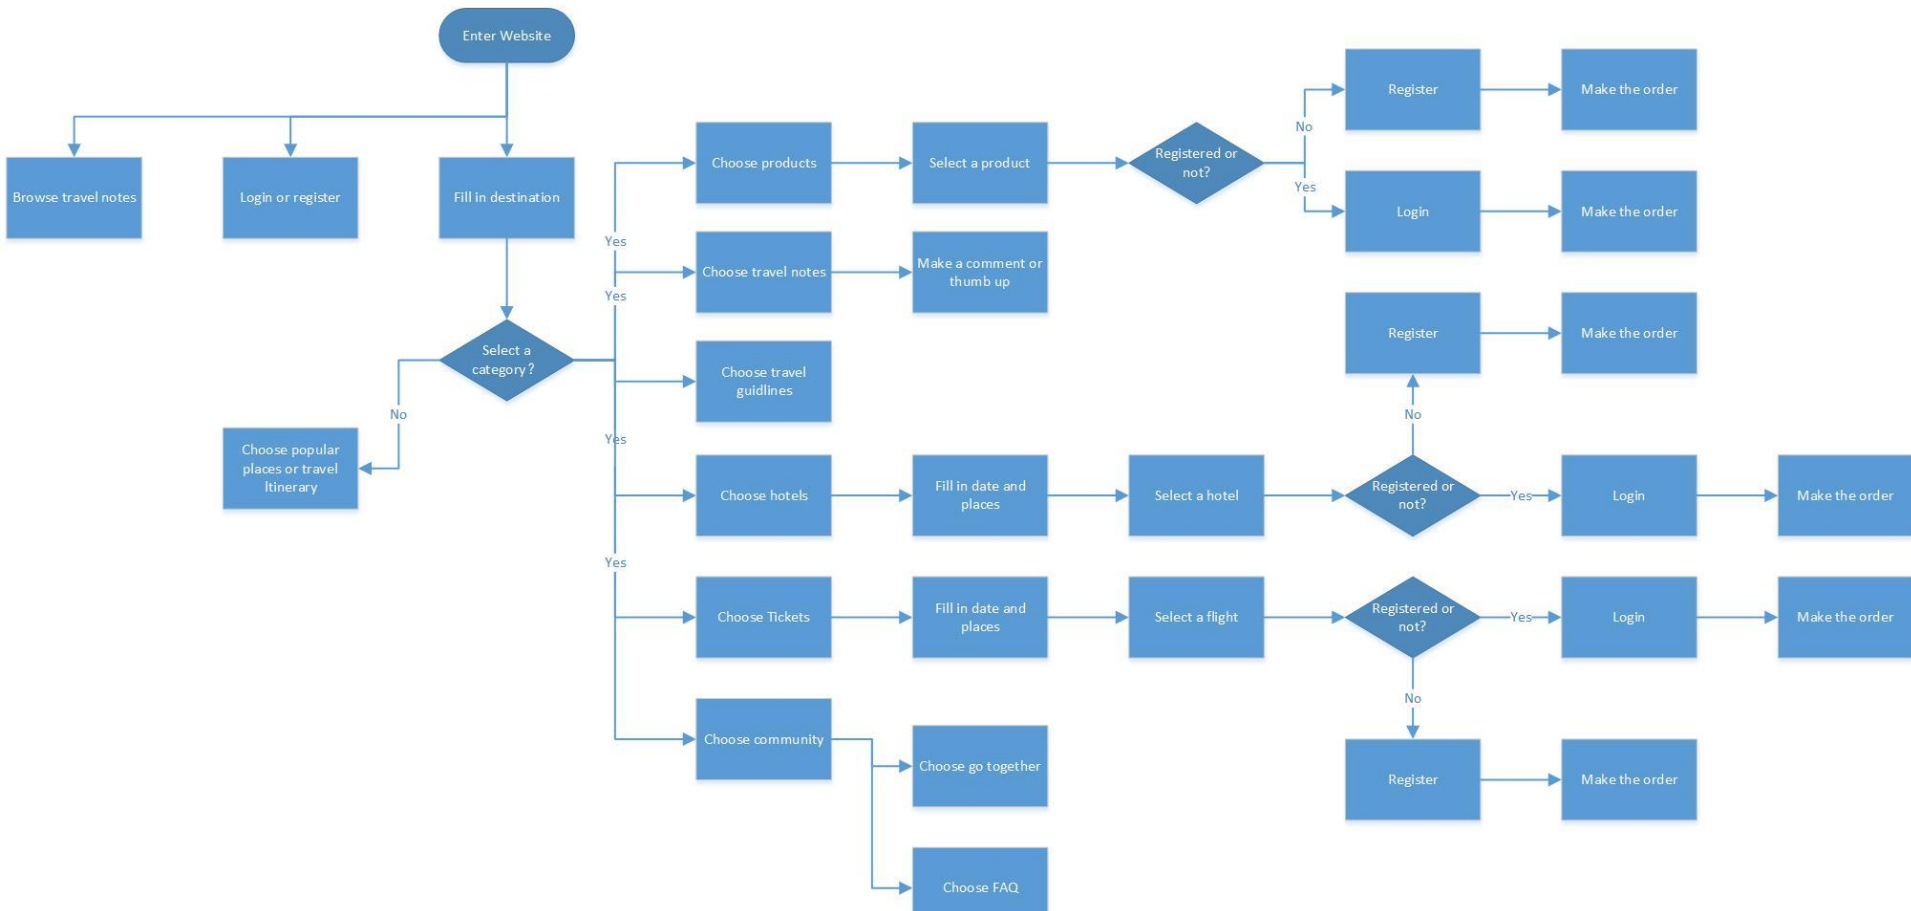 Enter Website
Browse travel notes
Login or register
Fill in destination
Select a
category?
No
Choose popular
places or travel
Itinerary
Yes
Yes
Yes
Yes
Choose products
Select a product
Registered or
not?
No
Register
Make the order
Yes
Login
Make the order
Choose travel notes
Make a comment or
thumb up
Choose travel
guidlines
Choose hotels
Fill in date and
places
Select a hotel
Registered or
not?
No
Register
Make the order
Yes
Login
Make the order
Choose Tickets
Fill in date and
places
Select a flight
Registered or
not?
Yes
Login
Make the order
No
Register
Make the order
Choose community
Choose go together
Choose FAQ